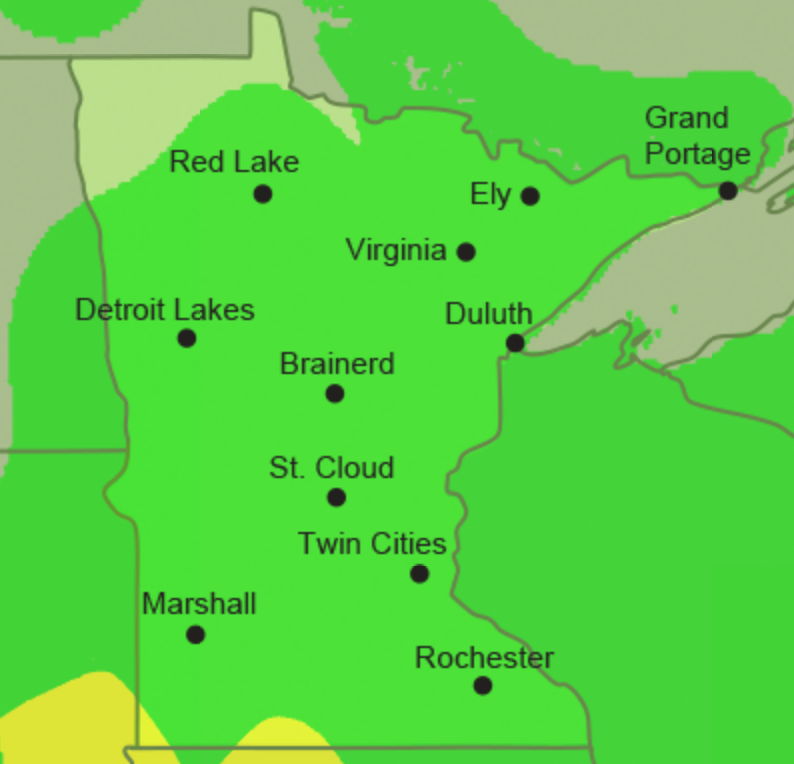 Grand
Portage
Red Lake
Ely
Virginia
Detroit Lakes
Duluth
Brainerd
St. Cloud
Twin Cities
Marshall
Rochester